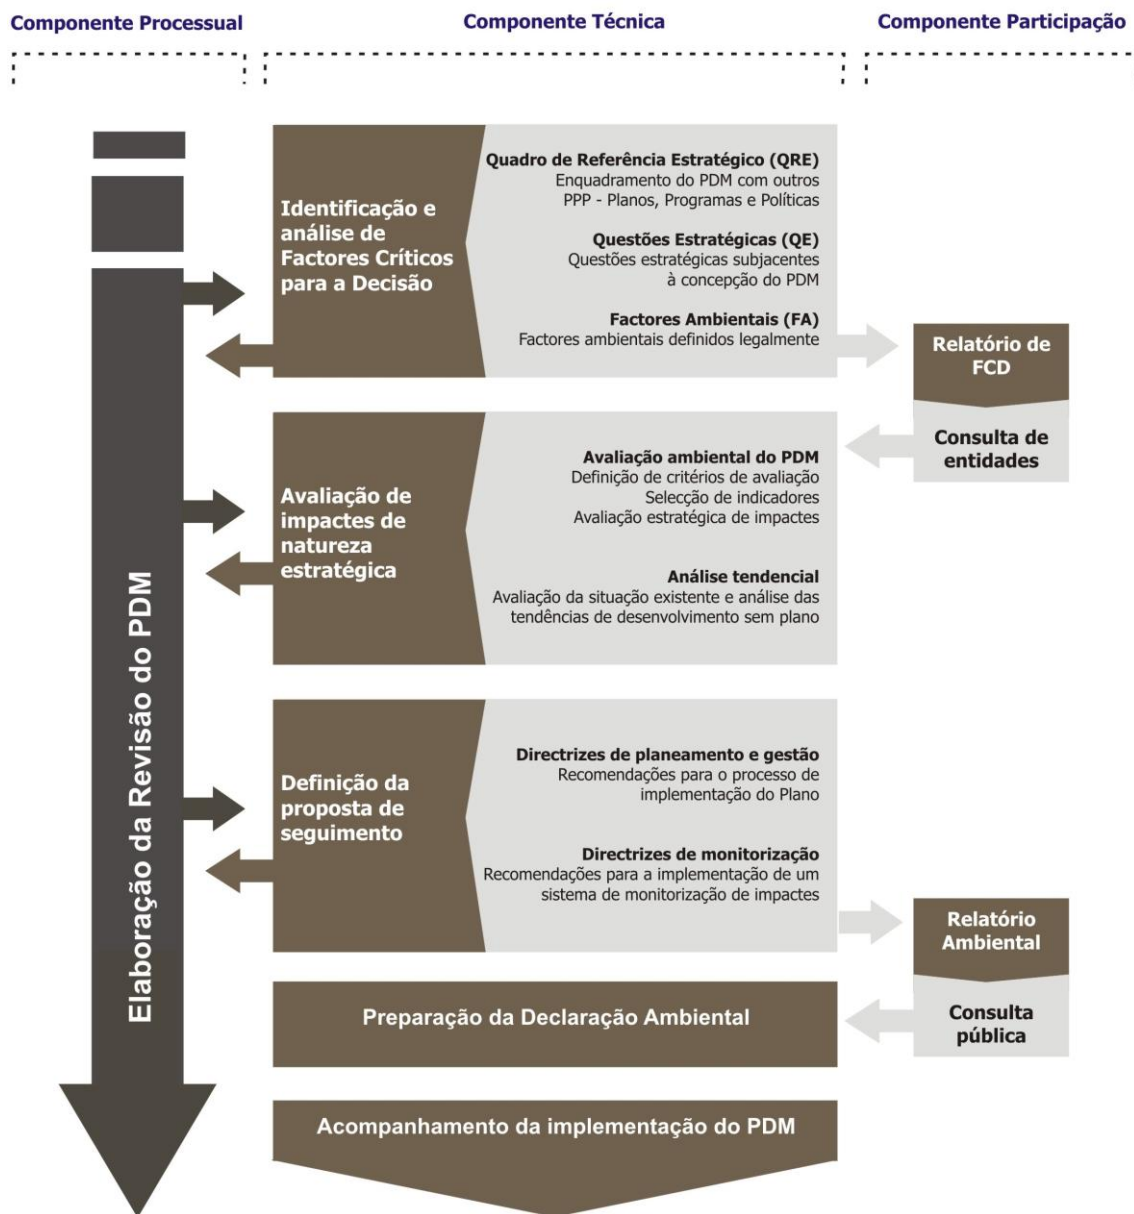 Componente Processual
Componente Técnica
Componente Participação
Elaboração da Revisão do PDM
Identificação e
análise de
Factores Críticos
para a Decisão
Quadro de Referência Estratégico (QRE)
Enquadramento do PDM com outros
PPP - Planos, Programas e Políticas
Questões Estratégicas (QE)
Questões estratégicas subjacentes
à concepção do PDM
Factores Ambientais (FA)
Factores ambientais definidos legalmente
Relatório de
FCD
Consulta de
entidades
Avaliação de
impactes de
natureza
estratégica
Avaliação ambiental do PDM
Definição de critérios de avaliação
Selecção de indicadores
Avaliação estratégica de impactes
Análise tendencial
Avaliação da situação existente e análise das
tendências de desenvolvimento sem plano
Definição da
proposta de
seguimento
Directrizes de planeamento e gestão
Recomendações para o processo de
implementação do Plano
Directrizes de monitorização
Recomendações para a implementação de um
sistema de monitorização de impactes
Relatório
Ambiental
Consulta
pública
Preparação da Declaração Ambiental
Acompanhamento da implementação do PDM